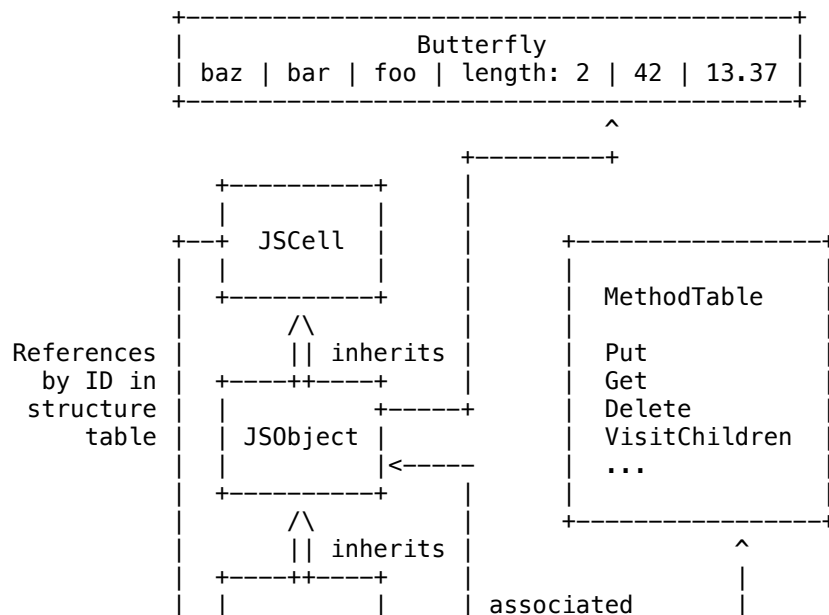 Butterfly
baz | bar | foo | length: 2 | 42 | 13.37
JSCell
MethodTable
References
inherits
Put
by ID in
Get
structure
Delete
table
JSObject
VisitChildren
...
inherits
associated